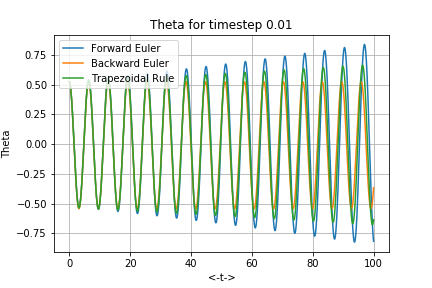 Theta for timestep 0.01
Forward Euler
Backward Euler
Trapezoidal Rule
Theta
0.75
0.50
0.25
0.00
−0.25
−0.50
−0.75
0 20 40 60 80 100
<-t->